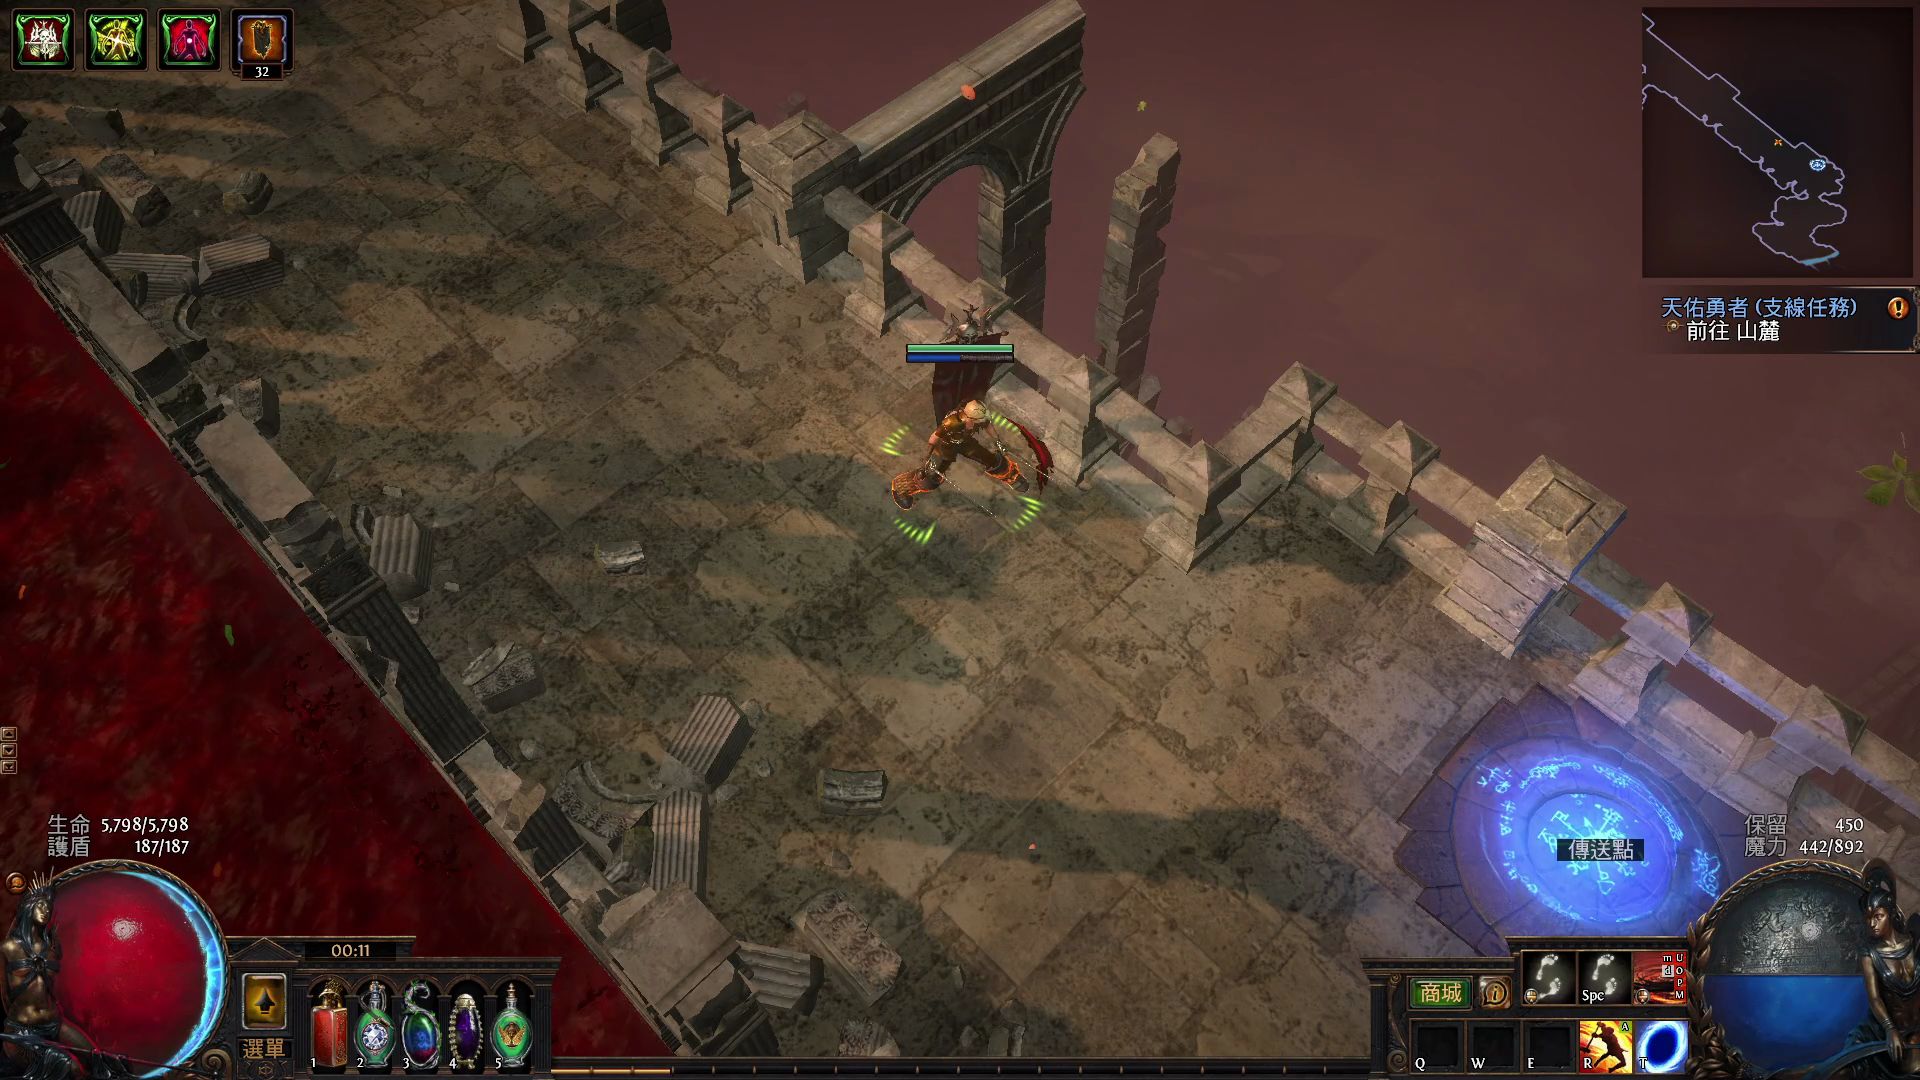 32
天佑勇者 (支線任務)
前往 山麓
傳送點
生命 5,798/5,798
護盾 187/187
保留 450
魔力 442/892
00:11
選單
1
2
3
4
5
商城
Spc
m U
d O
P
M
Q
W
E
R
A
T